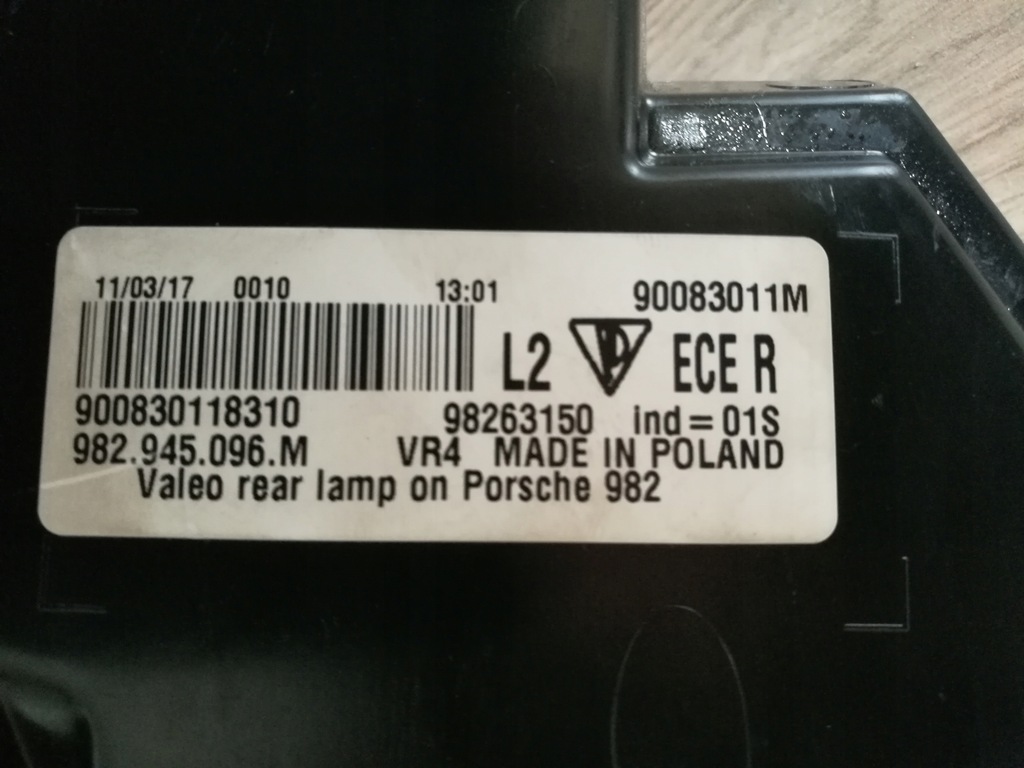 11/03/17 0010 13:01 90083011M
L2 ECE R
900830118310 98263150 ind = 01S
982.945.096.M VR4 MADE IN POLAND
Valeo rear lamp on Porsche 982